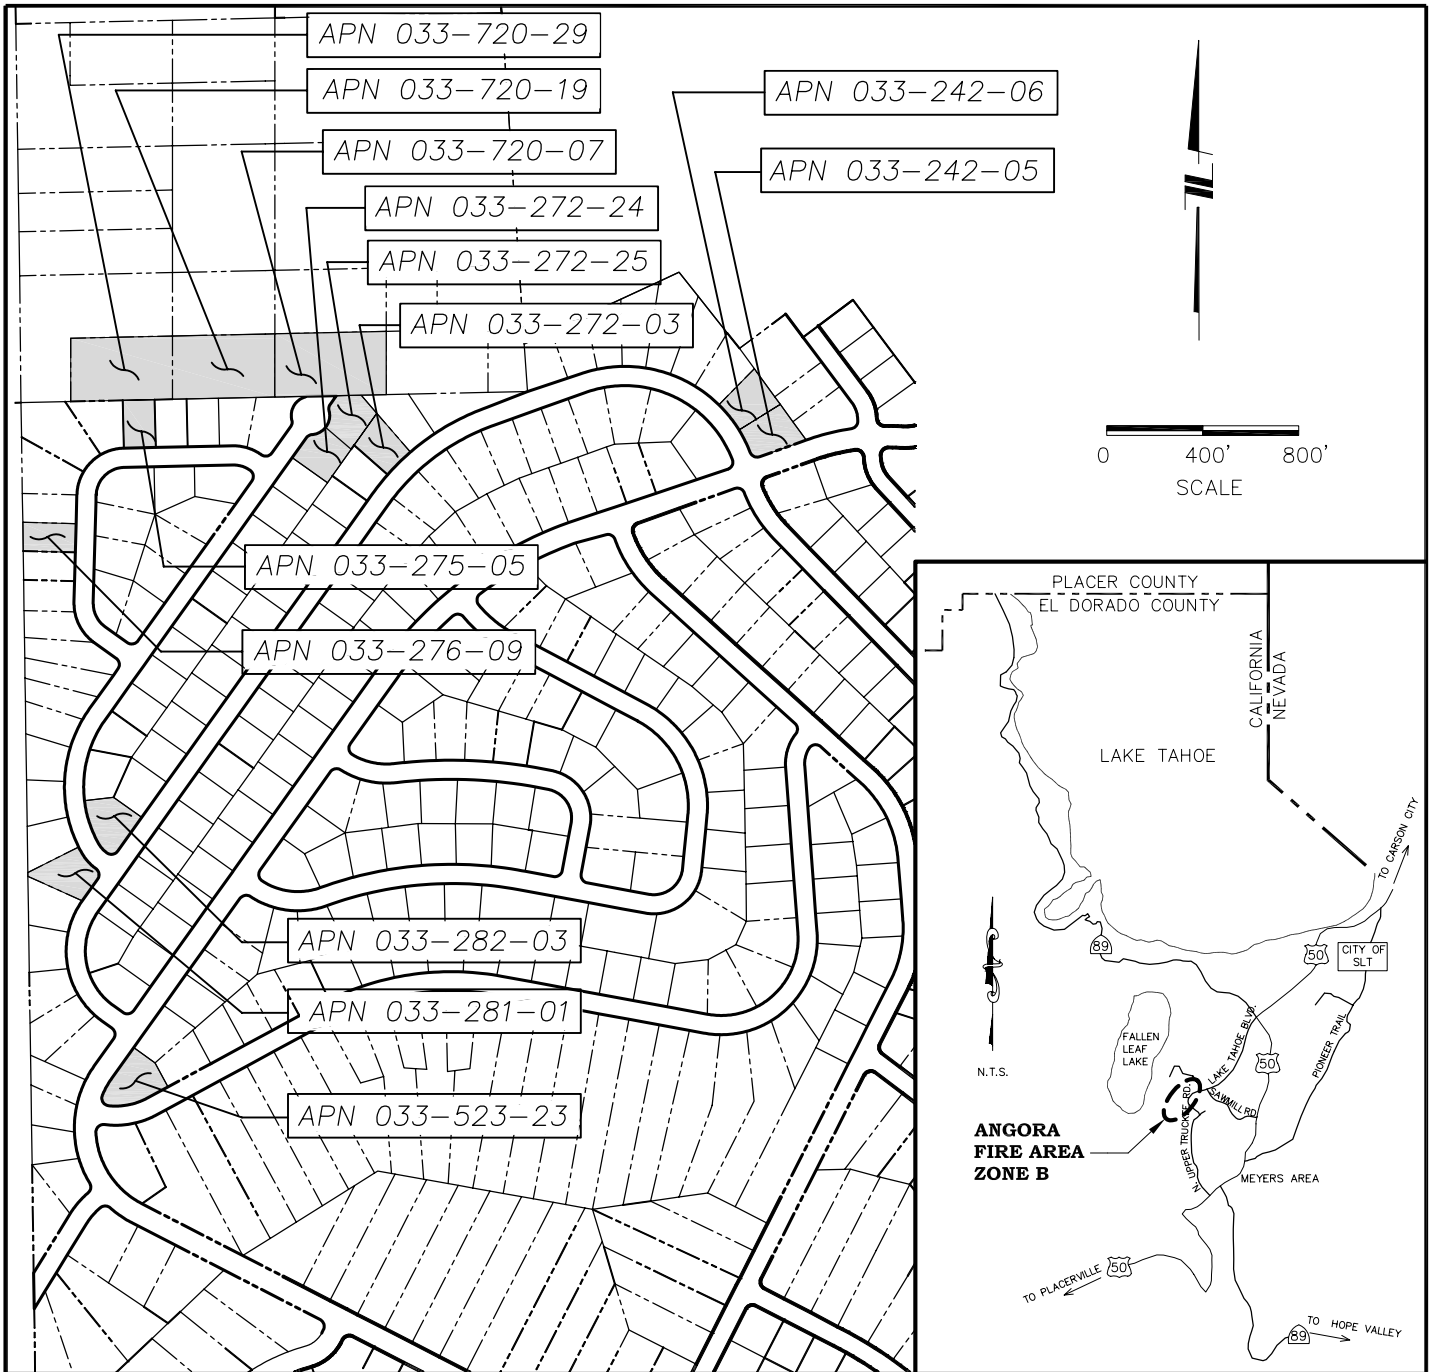 APN 033-720-29
APN 033-720-19
APN 033-720-07
APN 033-272-24
APN 033-272-25
APN 033-272-03
APN 033-242-06
APN 033-242-05
0 400' 800'
SCALE
APN 033-275-05
APN 033-276-09
APN 033-282-03
APN 033-281-01
APN 033-523-23
PLACER COUNTY
EL DORADO COUNTY
CALIFORNIA
NEVADA
LAKE TAHOE
TO CARSON CITY
89
50
CITY OF
SLT
N.T.S.
FALLEN
LEAF
LAKE
LAKE TAHOE BLVD.
50
PIONEER TRAIL
SAWMILL RD.
N. UPPER TRUCKEE RD.
ANGORA
FIRE AREA
ZONE B
MEYERS AREA
TO PLACERVILLE
50
89
TO HOPE VALLEY